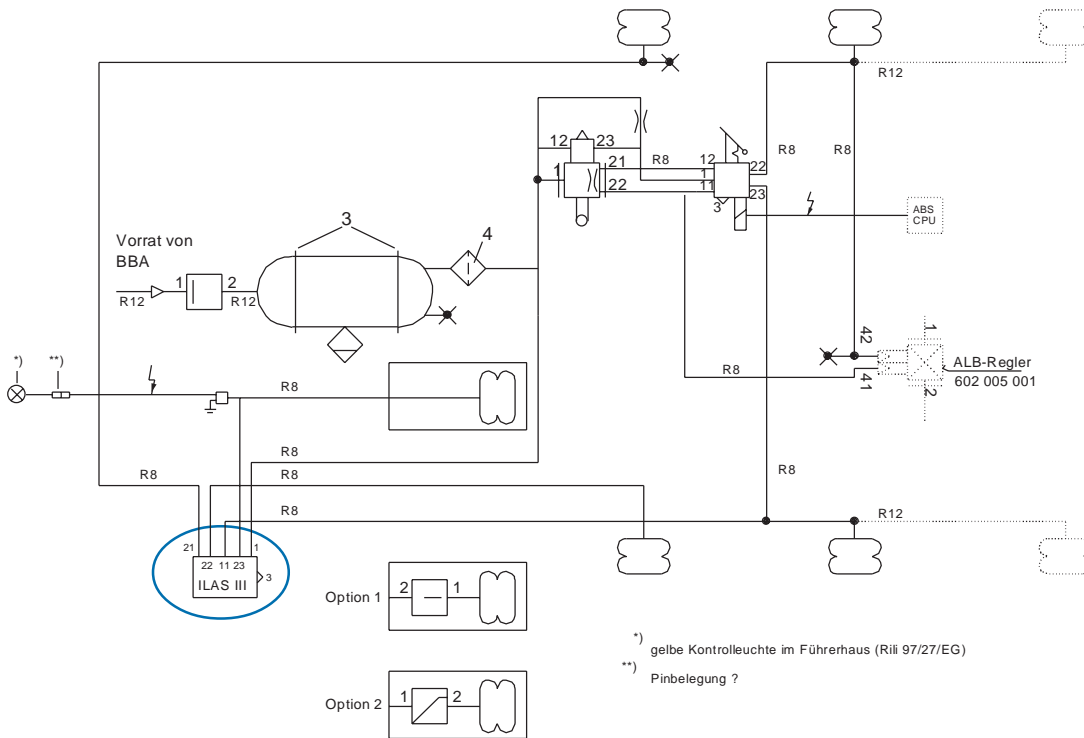 R12
12
23
1
21
22
R8
12
1
11
22
23
3
R8
R8
ABS
CPU
3
4
Vorrat von
BBA
1
2
R12
R12
*)
**)
R8
42
41
1
2
R8
ALB-Regler
602 005 001
R8
R8
R8
R8
R8
R12
21
22
11
23
1
3
ILAS III
Option 1
2
1
Option 2
1
2
*)
gelbe Kontrolleuchte im Führerhaus (Rili 97/27/EG)
**)
Pinbelegung ?